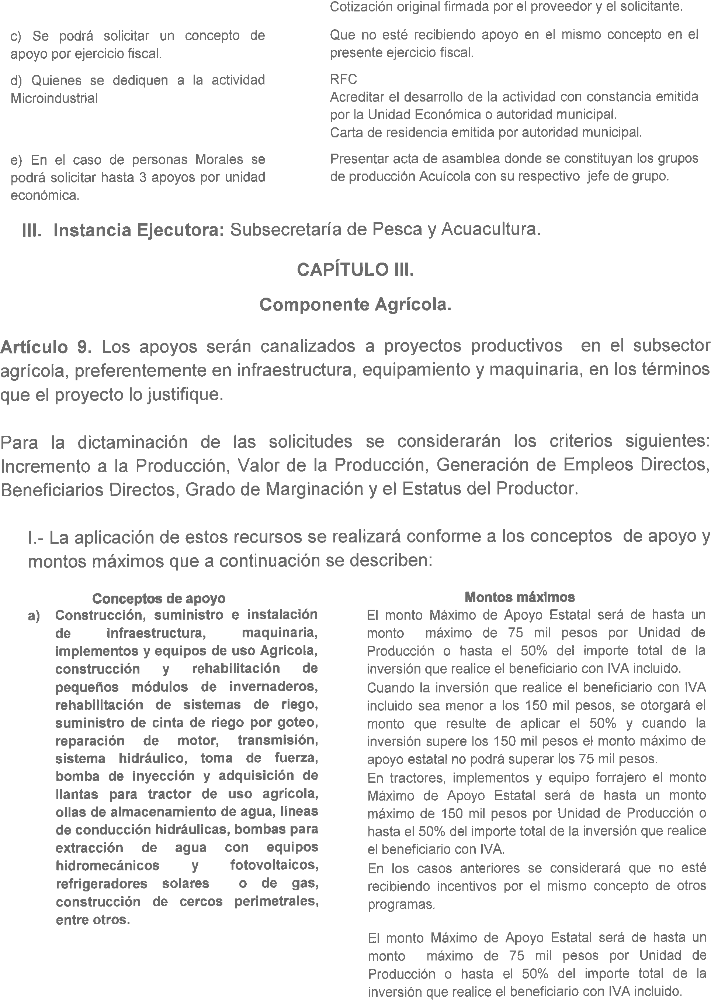 Cotización original firmada por el proveedor y el solicitante.
c) Se podrá solicitar un concepto de
apoyo por ejercicio fiscal.
Que no esté recibiendo apoyo en el mismo concepto en el
presente ejercicio fiscal.
d) Quienes se dediquen a la actividad
Microindustrial
RFC
Acreditar el desarrollo de la actividad con constancia emitida
por la Unidad Económica o autoridad municipal.
Carta de residencia emitida por autoridad municipal.
e) En el caso de personas Morales se
podrá solicitar hasta 3 apoyos por unidad
económica.
Presentar acta de asamblea donde se constituyan los grupos
de producción Acuícola con su respectivo jefe de grupo.
III. Instancia Ejecutora: Subsecretaría de Pesca y Acuacultura.
CAPÍTULO III.
Componente Agrícola.
Artículo 9. Los apoyos serán canalizados a proyectos productivos en el subsector
agrícola, preferentemente en infraestructura, equipamiento y maquinaria, en los términos
que el proyecto lo justifique.
Para la dictaminación de las solicitudes se considerarán los criterios siguientes:
Incremento a la Producción, Valor de la Producción, Generación de Empleos Directos,
Beneficiarios Directos, Grado de Marginación y el Estatus del Productor.
I.- La aplicación de estos recursos se realizará conforme a los conceptos de apoyo y
montos máximos que a continuación se describen:
Conceptos de apoyo
a) Construcción, suministro e instalación
de infraestructura, maquinaria,
implementos y equipos de uso Agrícola,
construcción y rehabilitación de
pequeños módulos de invernaderos,
rehabilitación de sistemas de riego,
suministro de cinta de riego por goteo,
reparación de motor, transmisión,
sistema hidráulico, toma de fuerza,
bomba de inyección y adquisición de
llantas para tractor de uso agrícola,
ollas de almacenamiento de agua, líneas
de conducción hidráulicas, bombas para
extracción de agua con equipos
hidromecánicos y fotovoltaicos,
refrigeradores solares o de gas,
construcción de cercos perimetrales,
entre otros.
Montos máximos
El monto Máximo de Apoyo Estatal será de hasta un
monto máximo de 75 mil pesos por Unidad de
Producción o hasta el 50% del importe total de la
inversión que realice el beneficiario con IVA incluido.
Cuando la inversión que realice el beneficiario con IVA
incluido sea menor a los 150 mil pesos, se otorgará el
monto que resulte de aplicar el 50% y cuando la
inversión supere los 150 mil pesos el monto máximo de
apoyo estatal no podrá superar los 75 mil pesos.
En tractores, implementos y equipo forrajero el monto
Máximo de Apoyo Estatal será de hasta un monto
máximo de 150 mil pesos por Unidad de Producción o
hasta el 50% del importe total de la inversión que realice
el beneficiario con IVA.
En los casos anteriores se considerará que no esté
recibiendo incentivos por el mismo concepto de otros
programas.
El monto Máximo de Apoyo Estatal será de hasta un
monto máximo de 75 mil pesos por Unidad de
Producción o hasta el 50% del importe total de la
inversión que realice el beneficiario con IVA incluido.